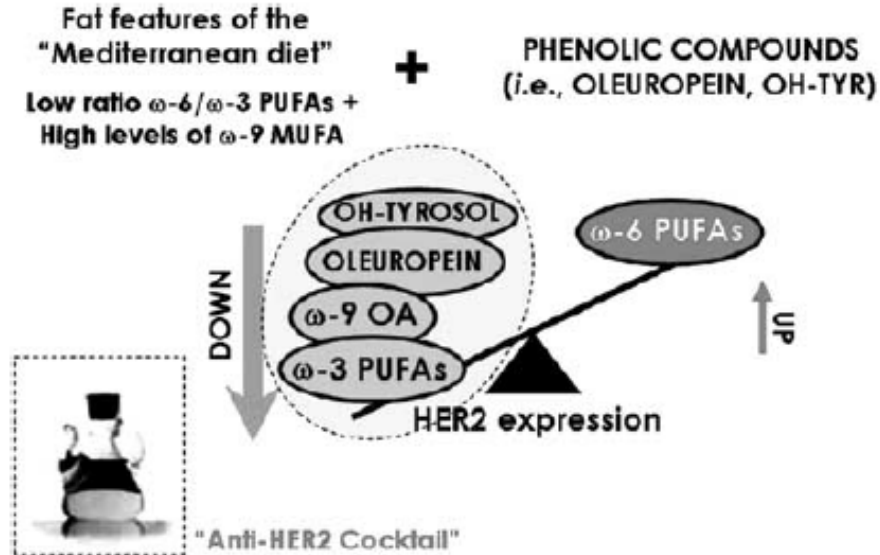 Fat features of the
"Mediterranean diet"
Low ratio ω-6/ω-3 PUFAs +
High levels of ω-9 MUFA
+
PHENOLIC COMPOUNDS
(i.e., OLEUROPEIN, OH-TYR)
OH-TYROSOL
OLEUROPEIN
ω-9 OA
ω-3 PUFAs
DOWN
ω-6 PUFAs
UP
HER2 expression
"Anti-HER2 Cocktail"